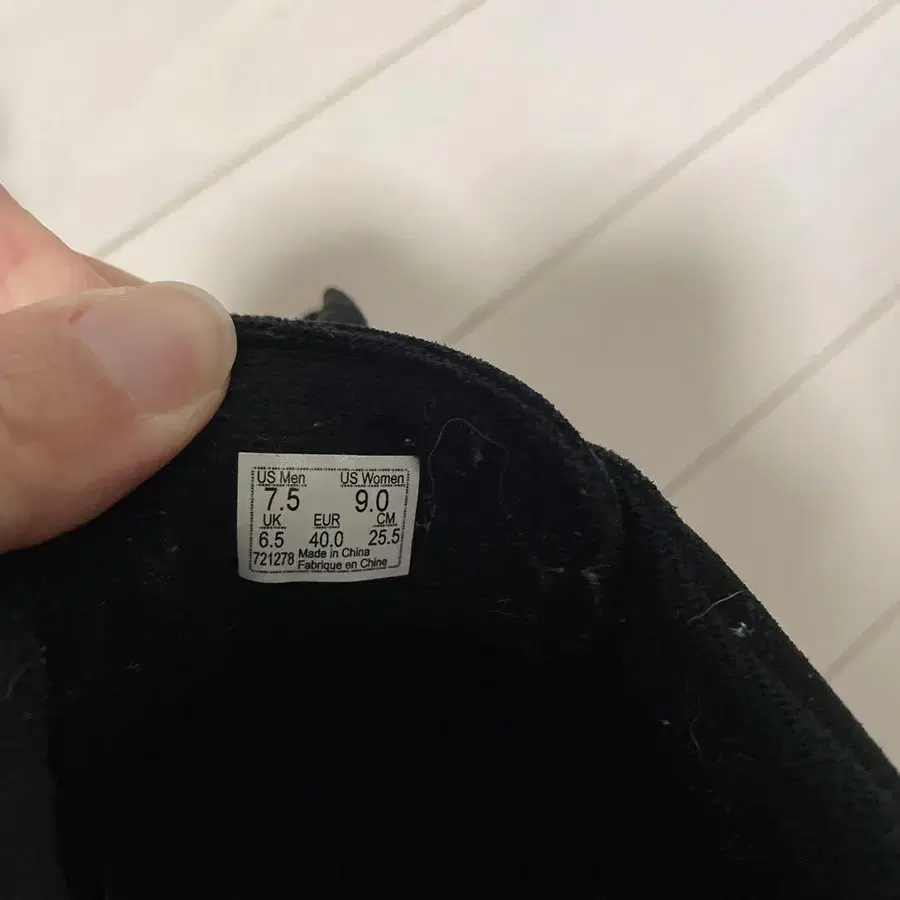 US Men US Women
7.5 9.0
UK EUR CM
6.5 40.0 25.5
721278 Made in China
Fabrique en Chine